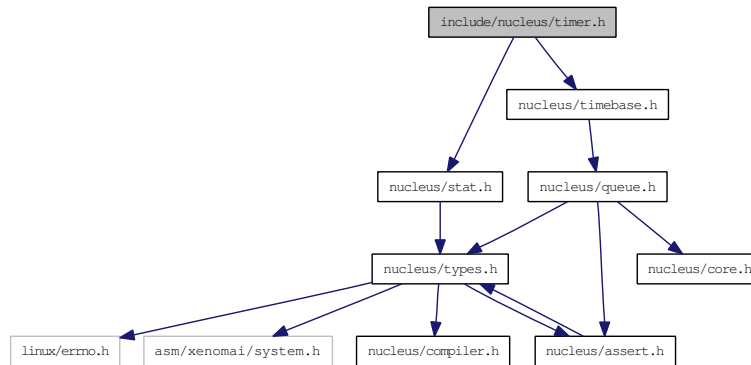 include/nucleus/timer.h
nucleus/timebase.h
nucleus/stat.h
nucleus/queue.h
nucleus/types.h
nucleus/core.h
linux/errno.h
asm/xenomai/system.h
nucleus/compiler.h
nucleus/assert.h